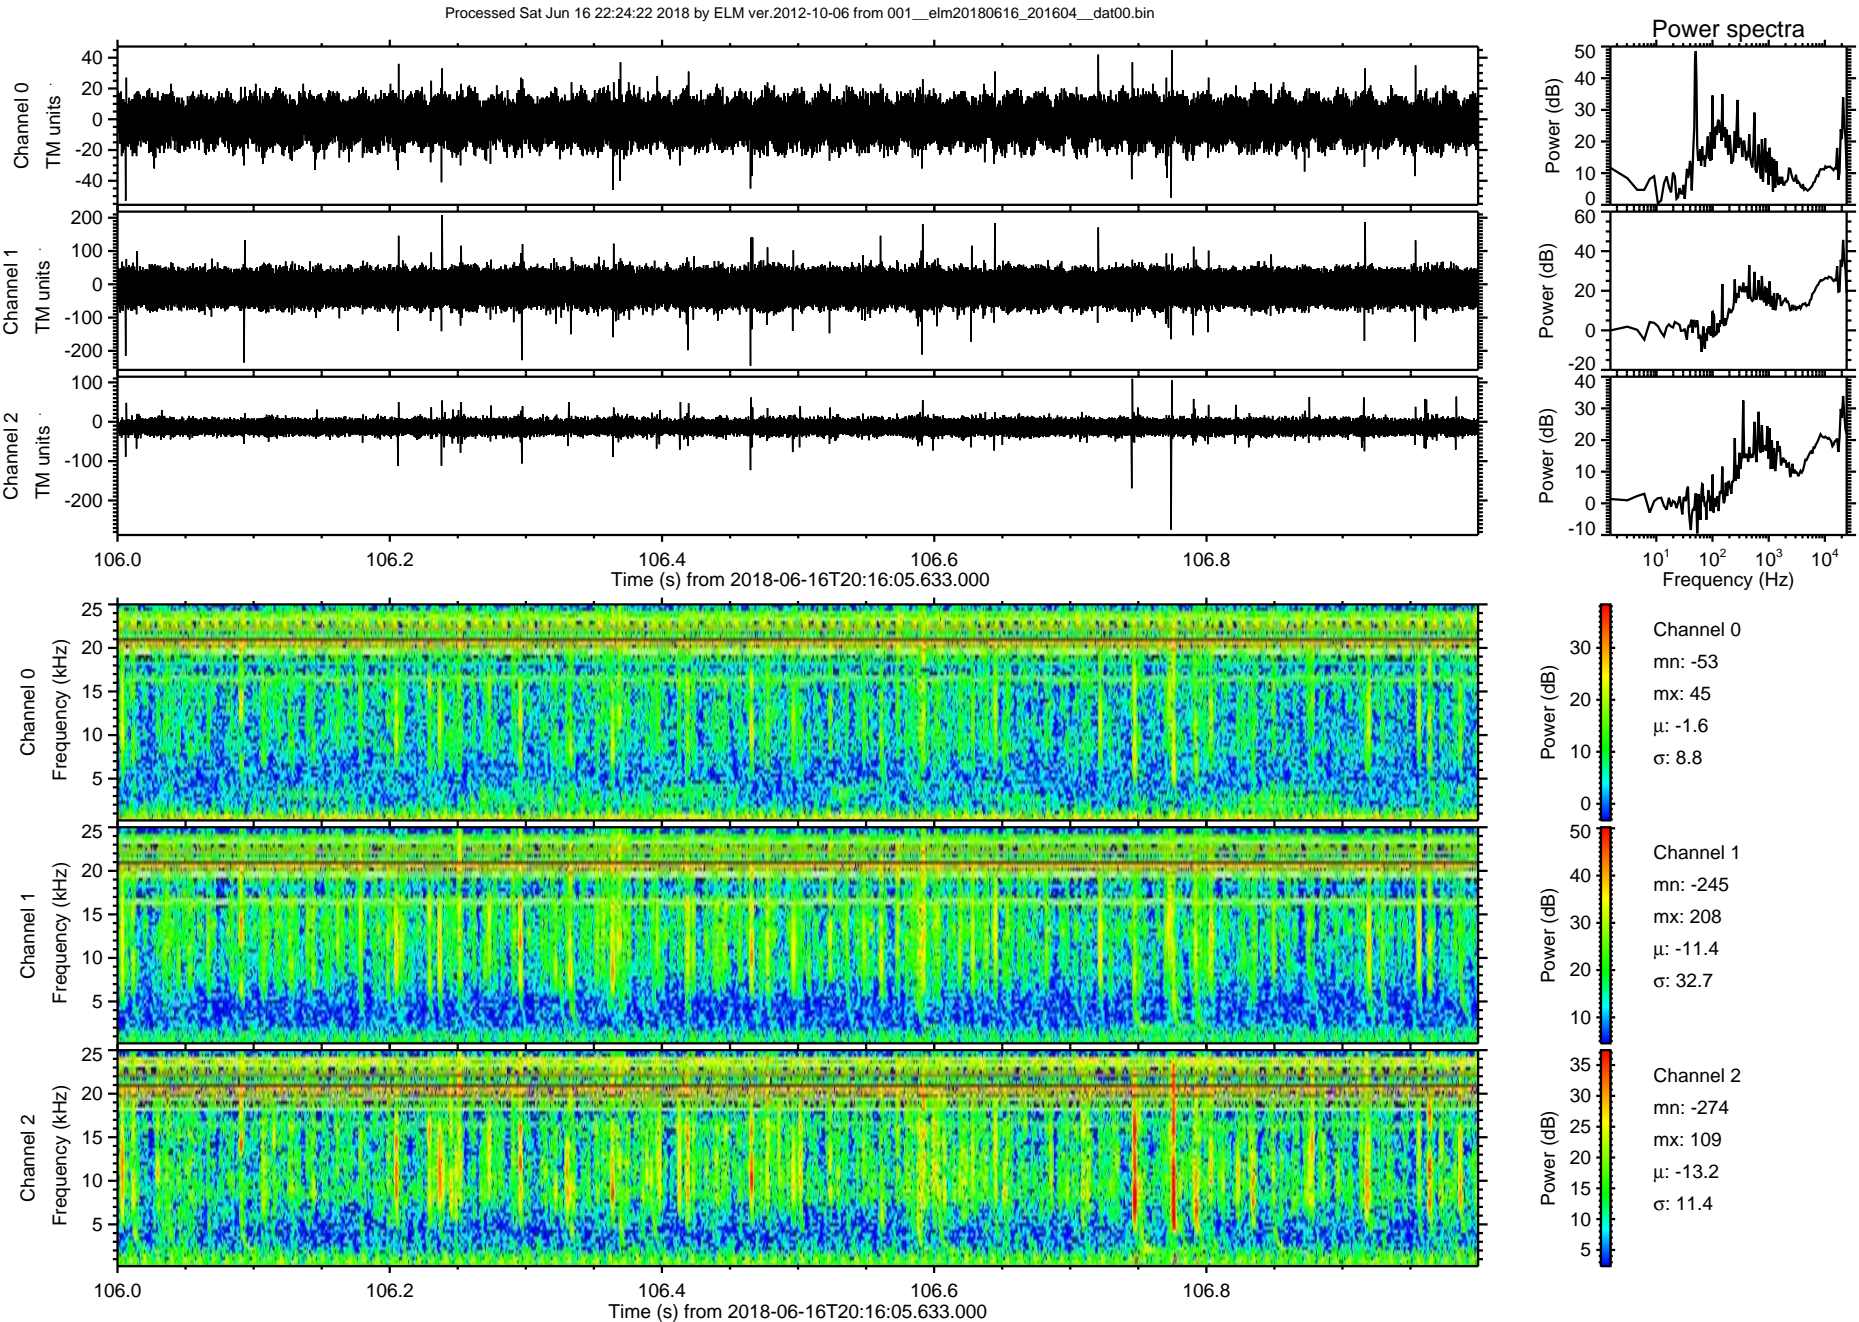 Processed Sat Jun 16 22:24:22 2018 by ELM ver.2012-10-06 from 001__elm20180616_201604__dat00.bin
Power spectra
Channel 0
TM units
40
20
0
-20
-40
Power (dB)
50
40
30
20
10
0
Channel 1
TM units
200
100
0
-100
-200
Power (dB)
60
40
20
0
-20
Channel 2
TM units
100
0
-100
-200
Power (dB)
40
30
20
10
0
-10
106.0 106.2 106.4 106.6 106.8
Time (s) from 2018-06-16T20:16:05.633.000
10¹ 10² 10³ 10⁴
Frequency (Hz)
Channel 0
Frequency (kHz)
25
20
15
10
5
Power (dB)
30
20
10
0
Channel 0
mn: -53
mx: 45
μ: -1.6
σ: 8.8
Channel 1
Frequency (kHz)
25
20
15
10
5
Power (dB)
50
40
30
20
10
Channel 1
mn: -245
mx: 208
μ: -11.4
σ: 32.7
Channel 2
Frequency (kHz)
25
20
15
10
5
Power (dB)
35
30
25
20
15
10
5
Channel 2
mn: -274
mx: 109
μ: -13.2
σ: 11.4
106.0 106.2 106.4 106.6 106.8
Time (s) from 2018-06-16T20:16:05.633.000